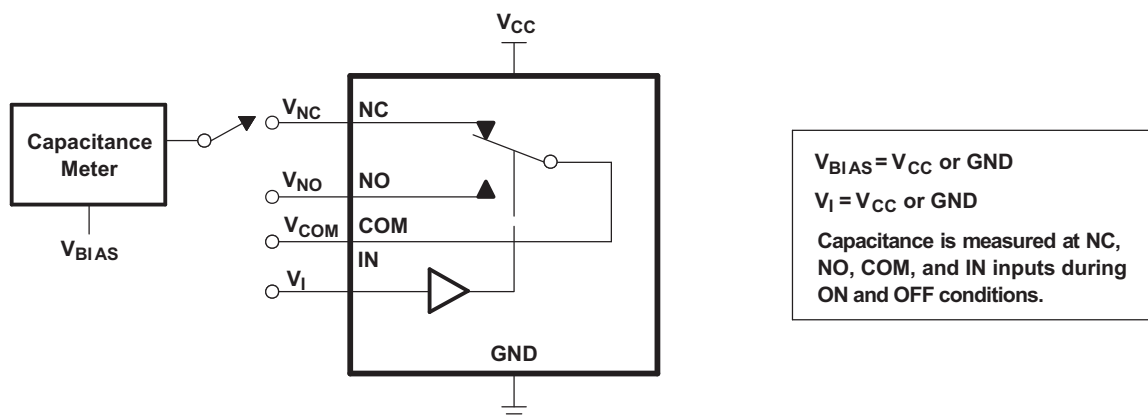 VCC
VNC NC
Capacitance
Meter
VNO NO
VCOM COM
VBIAS
IN
VI
GND
VBIAS = VCC or GND
VI = VCC or GND
Capacitance is measured at NC,
NO, COM, and IN inputs during
ON and OFF conditions.